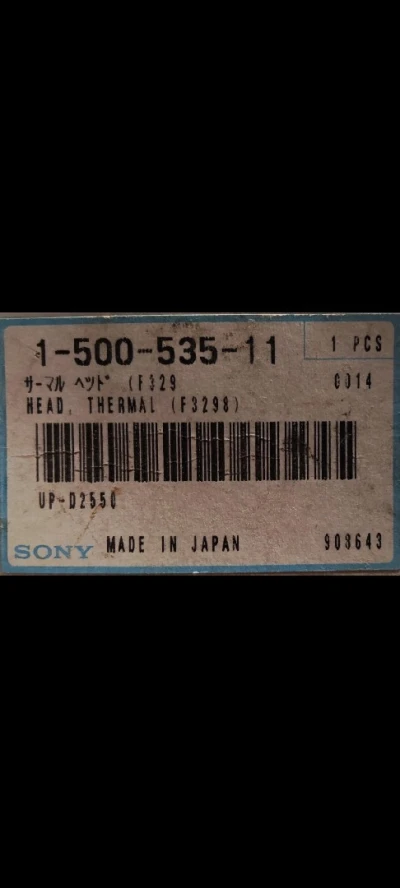 1-500-535-11
1 PCS
サーマル ヘッド (F329
0014
HEAD, THERMAL (F3298)
UP-D2550
SONY
MADE IN JAPAN
908643